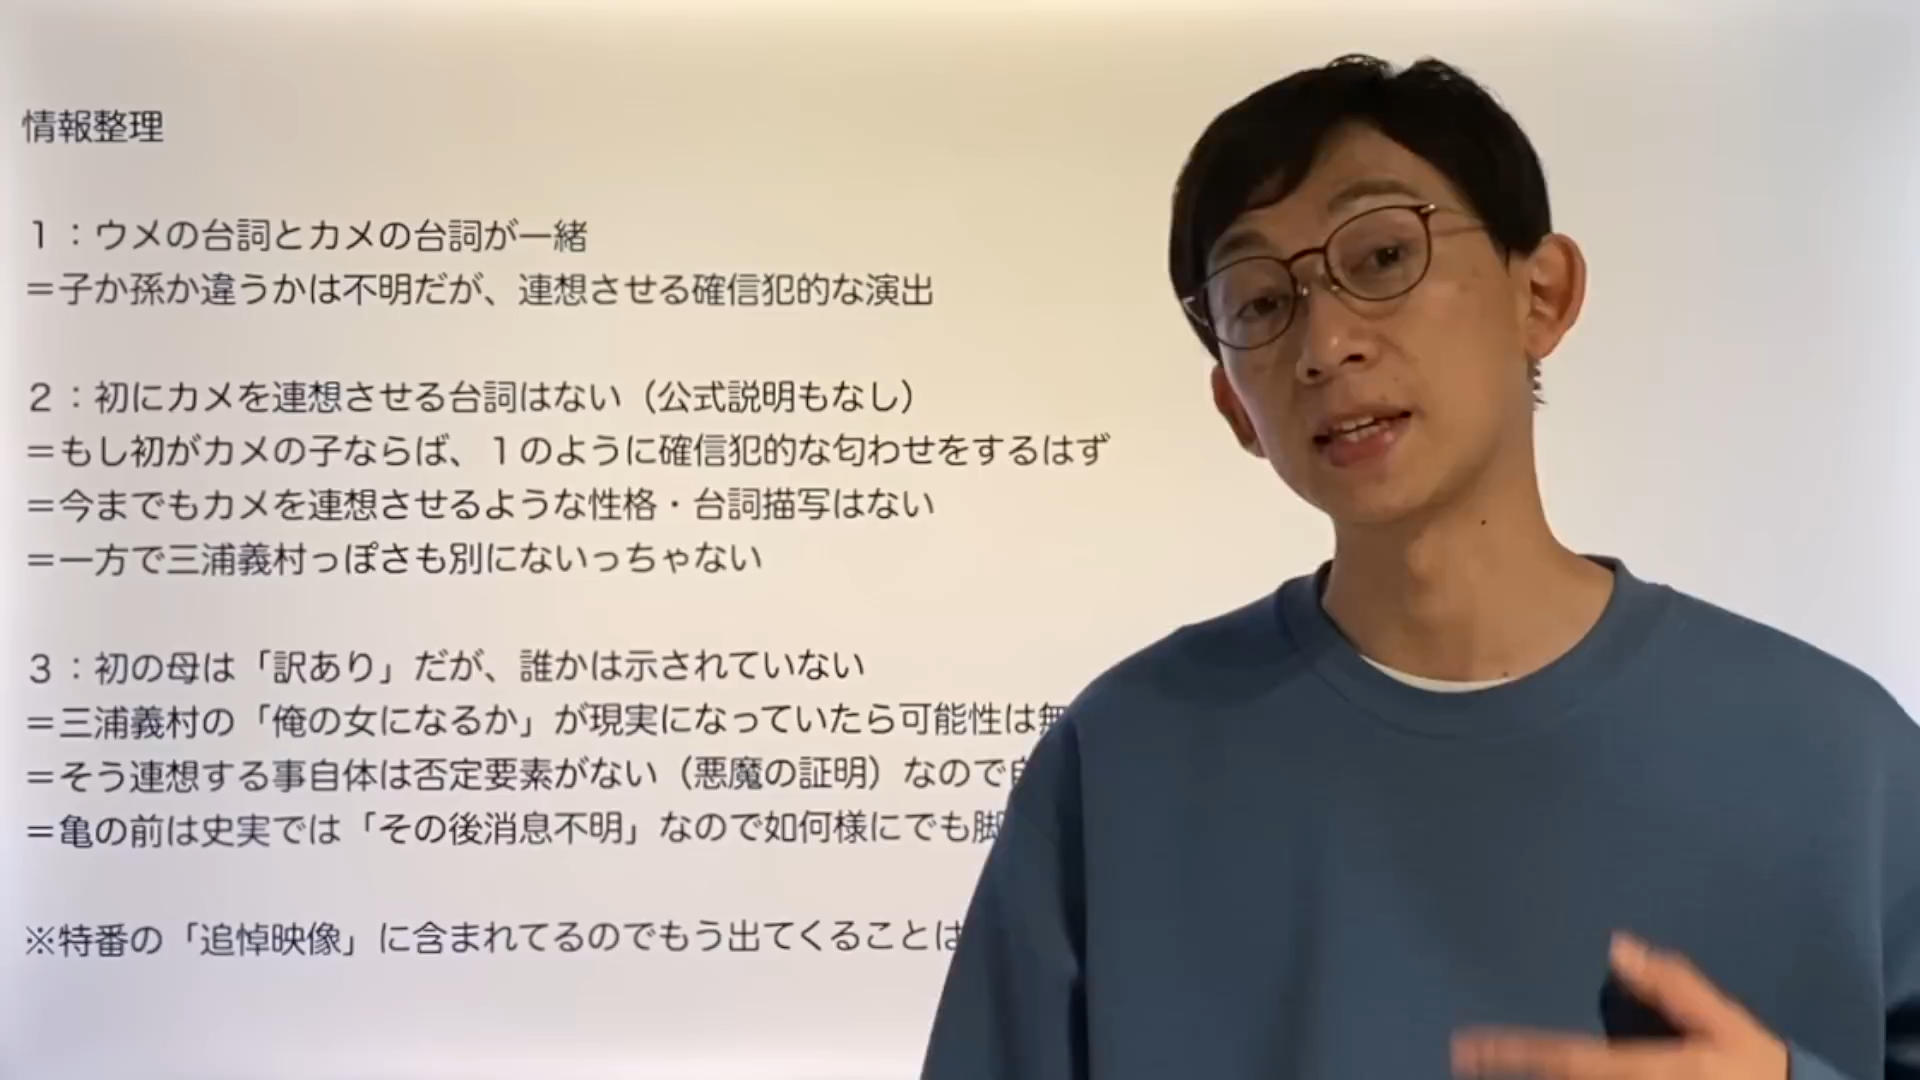 情報整理
１：ウメの台詞とカメの台詞が一緒
＝子か孫か違うかは不明だが、連想させる確信犯的な演出
２：初にカメを連想させる台詞はない（公式説明もなし）
＝もし初がカメの子ならば、１のように確信犯的な匂わせをするはず
＝今までもカメを連想させるような性格・台詞描写はない
＝一方で三浦義村っぽさも別にないっちゃない
３：初の母は「訳あり」だが、誰かは示されていない
＝三浦義村の「俺の女になるか」が現実になっていたら可能性は無
＝そう連想する事自体は否定要素がない（悪魔の証明）なので
＝亀の前は史実では「その後消息不明」なので如何様にでも脚
※特番の「追悼映像」に含まれてるのでもう出てくることは